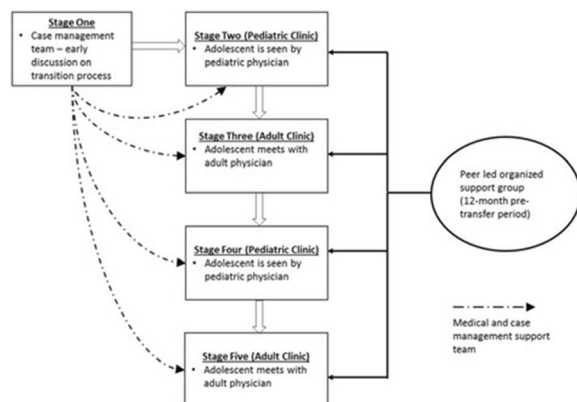 Stage One
• Case management
team – early
discussion on
transition process
Stage Two (Pediatric Clinic)
• Adolescent is seen by
pediatric physician
Stage Three (Adult Clinic)
• Adolescent meets with
adult physician
Stage Four (Pediatric Clinic)
• Adolescent is seen by
pediatric physician
Stage Five (Adult Clinic)
• Adolescent meets with
adult physician
Peer led organized
support group
(12-month pre-
transfer period)
Medical and case
management support
team